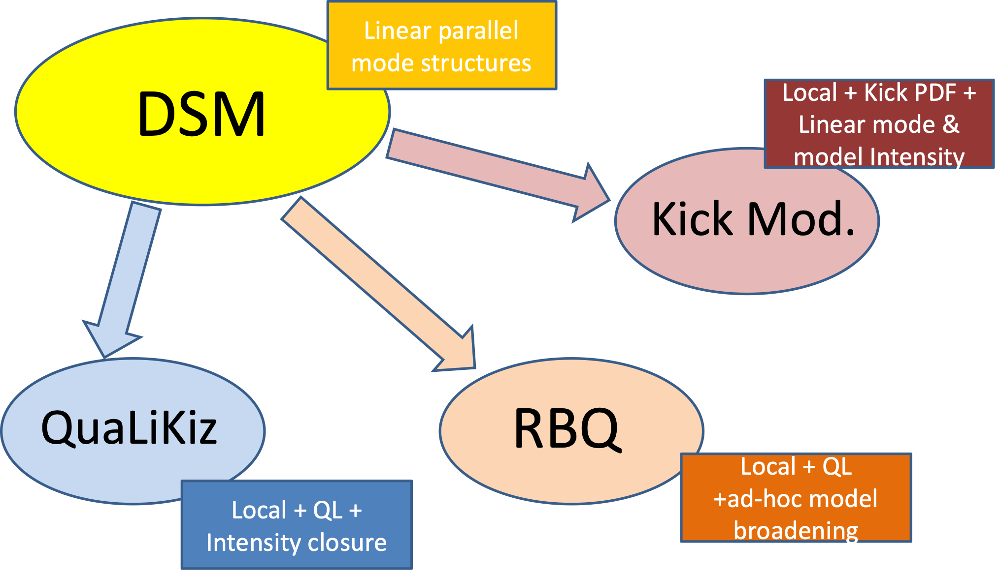 Linear parallel
mode structures
DSM
Local + Kick PDF +
Linear mode &
model Intensity
Kick Mod.
QuaLiKiz
RBQ
Local + QL
+ad-hoc model
broadening
Local + QL +
Intensity closure